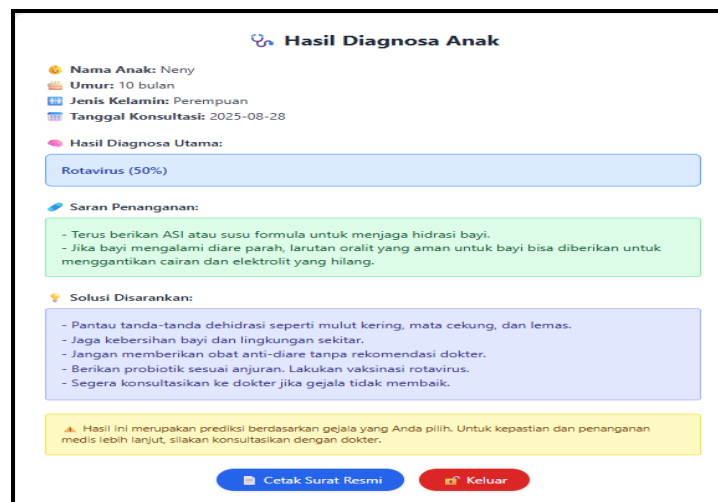 Hasil Diagnosa Anak
Nama Anak: Neny
Umur: 10 bulan
Jenis Kelamin: Perempuan
Tanggal Konsultasi: 2025-08-28
Hasil Diagnosa Utama:
Rotavirus (50%)
Saran Penanganan:
- Terus berikan ASI atau susu formula untuk menjaga hidrasi bayi.
- Jika bayi mengalami diare parah, larutan oralit yang aman untuk bayi bisa diberikan untuk
menggantikan cairan dan elektrolit yang hilang.
Solusi Disarankan:
- Pantau tanda-tanda dehidrasi seperti mulut kering, mata cekung, dan lemas.
- Jaga kebersihan bayi dan lingkungan sekitar.
- Jangan memberikan obat anti-diare tanpa rekomendasi dokter.
- Berikan probiotik sesuai anjuran. Lakukan vaksinasi rotavirus.
- Segera konsultasikan ke dokter jika gejala tidak membaik.
Hasil ini merupakan prediksi berdasarkan gejala yang Anda pilih. Untuk kepastian dan penanganan
medis lebih lanjut, silakan konsultasikan dengan dokter.
Cetak Surat Resmi
Keluar